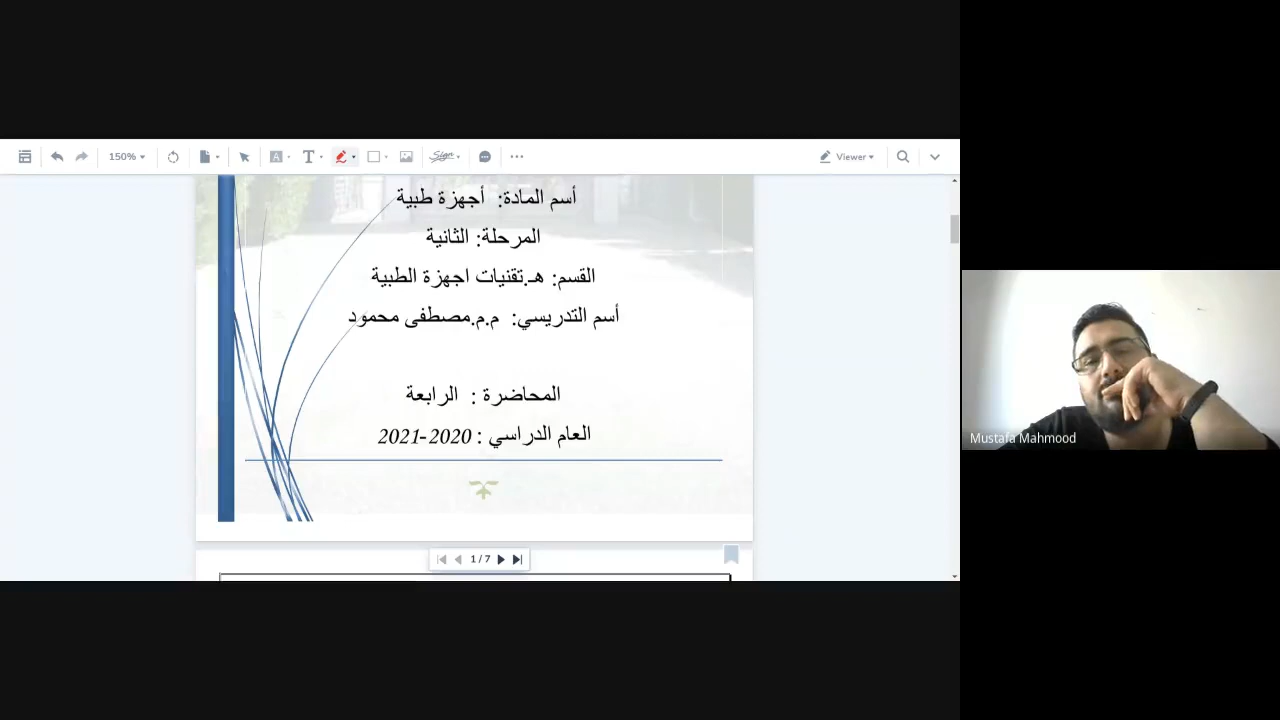 150%
Viewer
أسم المادة: أجهزة طبية
المرحلة: الثانية
القسم: هـ.تقنيات اجهزة الطبية
أسم التدريسي: م.م.مصطفى محمود
المحاضرة : الرابعة
العام الدراسي : 2020-2021
1 / 7
Mustafa Mahmood